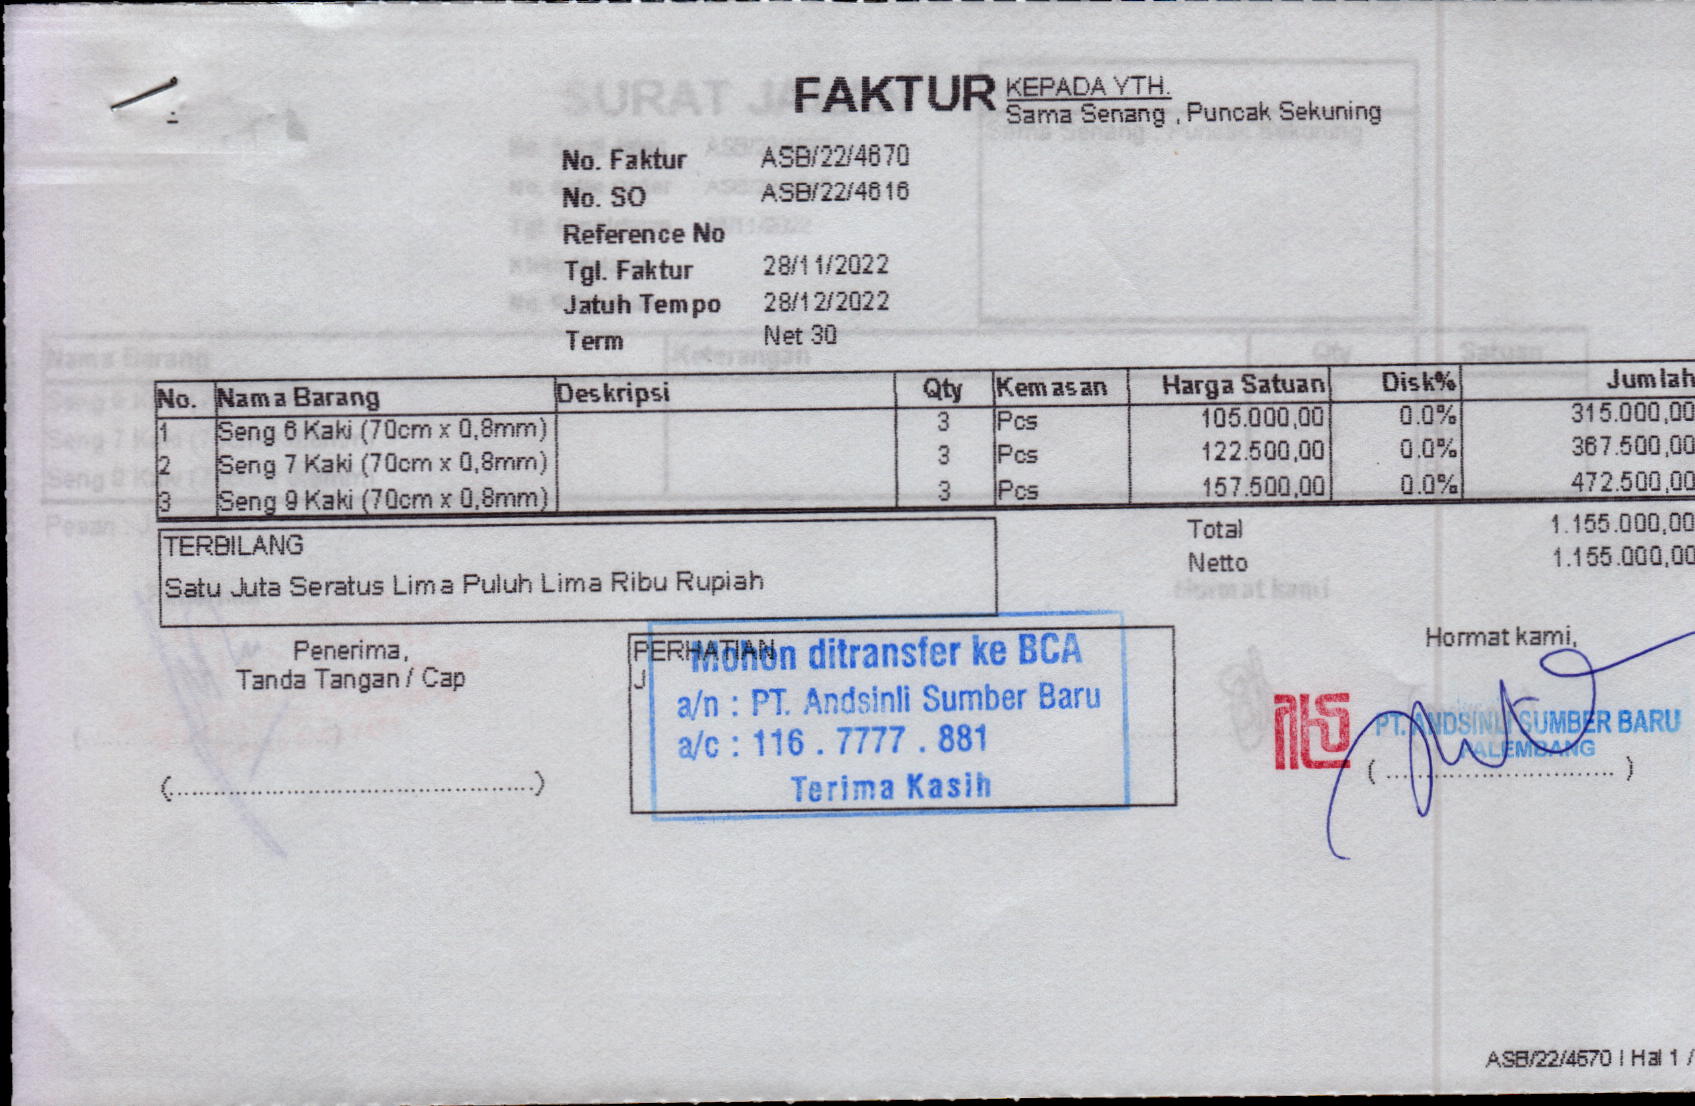 FAKTUR
KEPADA YTH.
Sama Senang , Puncak Sekuning
No. Faktur ASB/22/4670
No. SO ASB/22/4616
Reference No
Tgl. Faktur 28/11/2022
Jatuh Tempo 28/12/2022
Term Net 30
No. Nama Barang Deskripsi Qty Kemasan Harga Satuan Disk% Jumlah
1 Seng 6 Kaki (70cm x 0,8mm) 3 Pcs 105.000,00 0.0% 315.000,00
2 Seng 7 Kaki (70cm x 0,8mm) 3 Pcs 122.500,00 0.0% 367.500,00
3 Seng 9 Kaki (70cm x 0,8mm) 3 Pcs 157.500,00 0.0% 472.500,00
Total 1.155.000,00
Netto 1.155.000,00
TERBILANG
Satu Juta Seratus Lima Puluh Lima Ribu Rupiah
Penerima,
Tanda Tangan / Cap
(..............................................)
PERHATIAN
J
Mohon ditransfer ke BCA
a/n : PT. Andsinli Sumber Baru
a/c : 116 . 7777 . 881
Terima Kasih
Hormat kami,
PT. ANDSINLI SUMBER BARU
PALEMBANG
( ............................. )
ASB/22/4670 | Hal 1 /